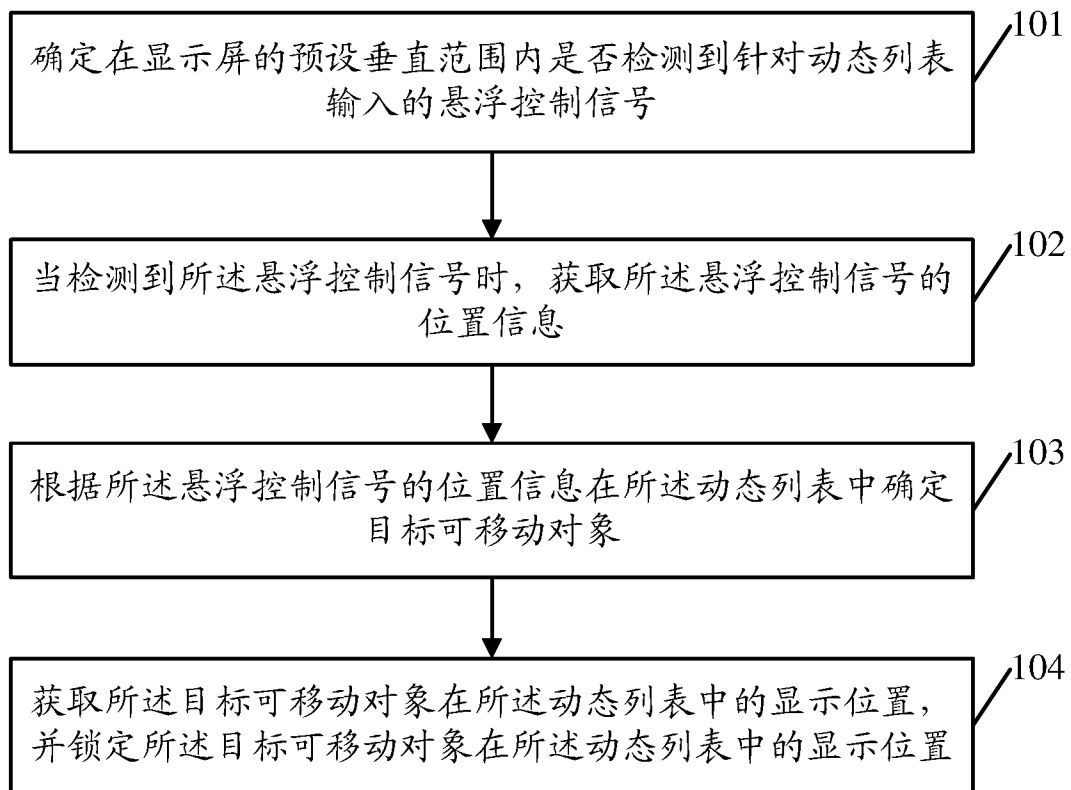 确定在显示屏的预设垂直范围内是否检测到针对动态列表
输入的悬浮控制信号
101
当检测到所述悬浮控制信号时，获取所述悬浮控制信号的
位置信息
102
根据所述悬浮控制信号的位置信息在所述动态列表中确定
目标可移动对象
103
获取所述目标可移动对象在所述动态列表中的显示位置，
并锁定所述目标可移动对象在所述动态列表中的显示位置
104